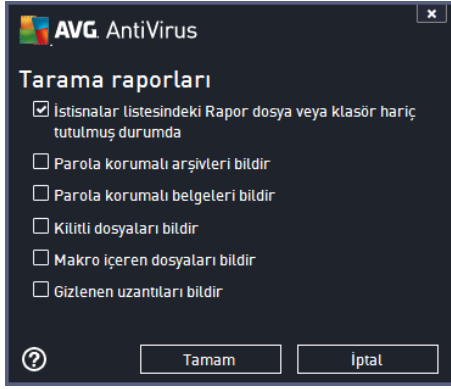 AVG. AntiVirus
Tarama raporları
İstisnalar listesindeki Rapor dosya veya klasör hariç
tutulmuş durumda
Parola korumalı arşivleri bildir
Parola korumalı belgeleri bildir
Kilitli dosyaları bildir
Makro içeren dosyaları bildir
Gizlenen uzantıları bildir
Tamam
İptal